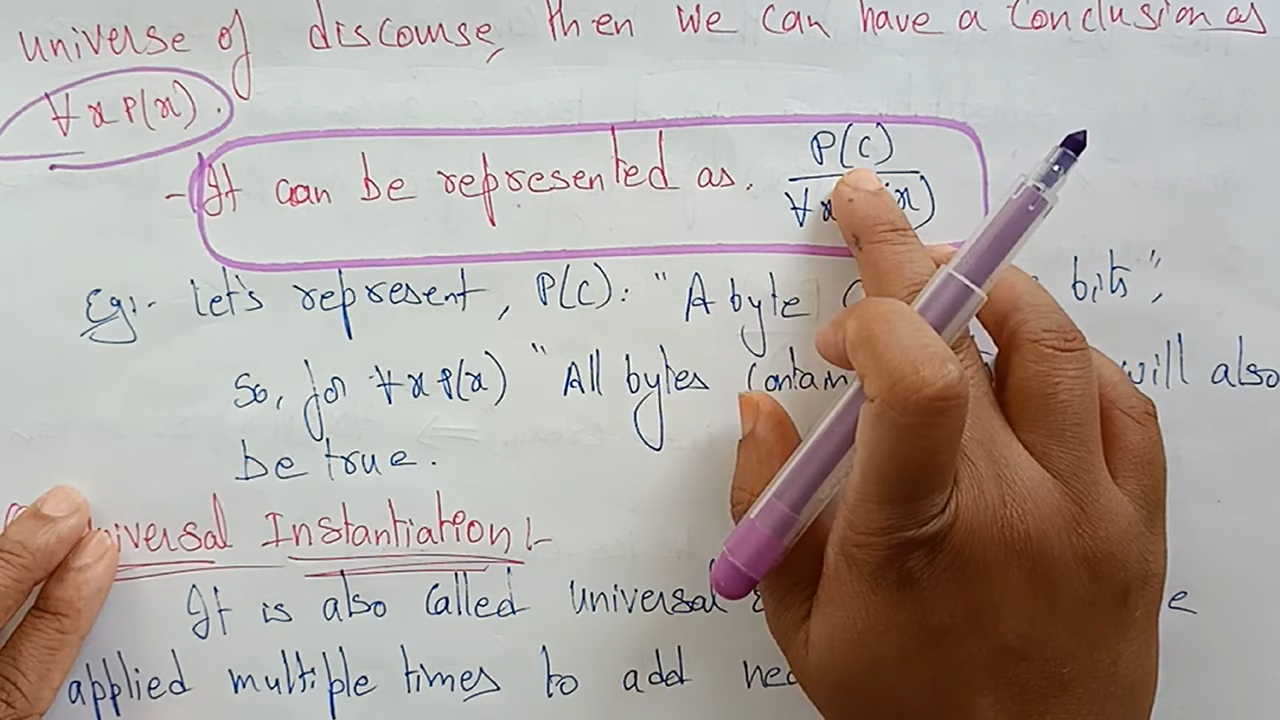 universe of discourse, then we can have a Conclusion as
∀x P(x).
- It can be represented as. P(c)
∀x
Eg:- Let's represent, P(c): "A byte bits",
So, for ∀x P(x) "All bytes Contain will also
be true.
Universal Instantiation:-
It is also called universal
applied multiple times to add